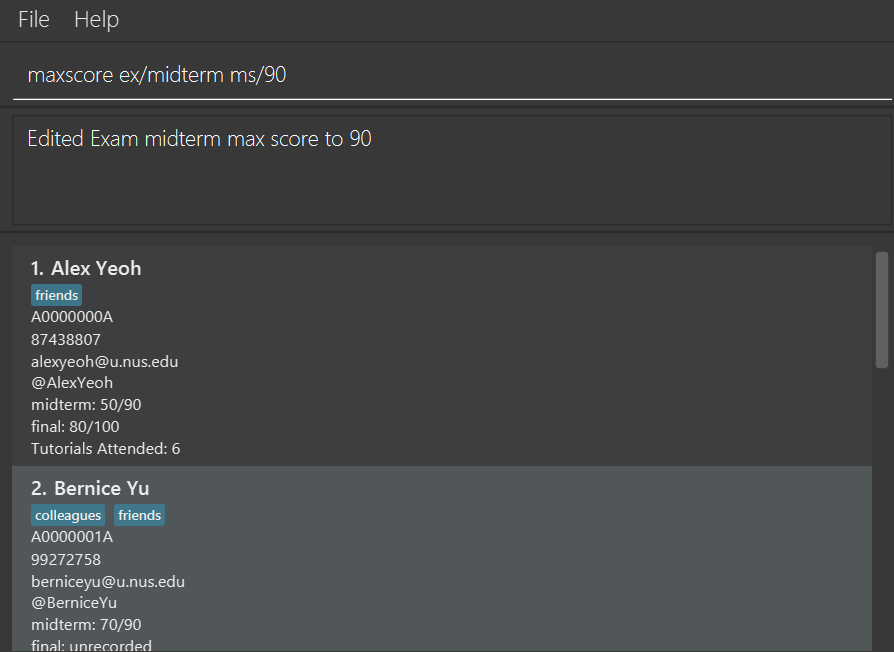 File Help
maxscore ex/midterm ms/90
Edited Exam midterm max score to 90
1. Alex Yeoh
friends
A0000000A
87438807
alexyeoh@u.nus.edu
@AlexYeoh
midterm: 50/90
final: 80/100
Tutorials Attended: 6
2. Bernice Yu
colleagues friends
A0000001A
99272758
berniceyu@u.nus.edu
@BerniceYu
midterm: 70/90
final: unrecorded